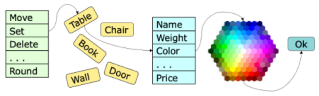 Move
Set
Delete
. . .
Round
Table
Chair
Book
Door
Wall
Name
Weight
Color
. . .
Price
Ok